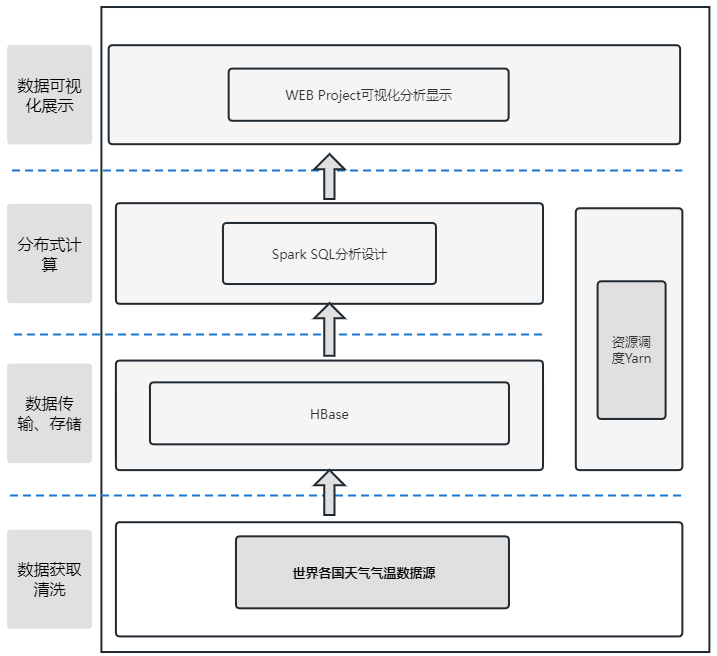 数据可视
化展示
WEB Project可视化分析显示
分布式计
算
Spark SQL分析设计
资源调
度Yarn
数据传
输、存储
HBase
数据获取
清洗
世界各国天气气温数据源